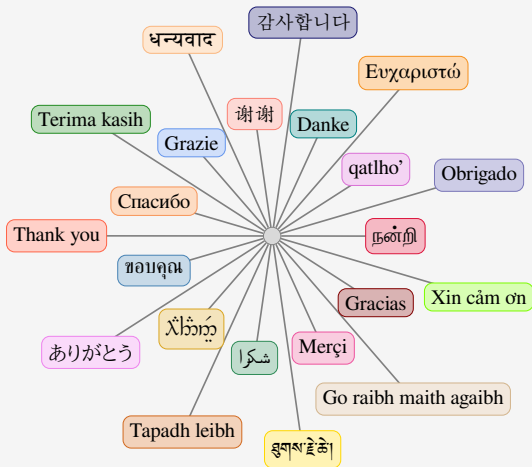 감사합니다
धन्यवाद
Ευχαριστώ
Terima kasih
谢谢
Danke
Grazie
qatlho’
Obrigado
Спасибо
Thank you
நன்றி
ขอบคุณ
Gracias
Xin cảm ơn
ありがとう
شكرا
Merçi
Go raibh maith agaibh
Tapadh leibh
ཐུགས་རྗེ་ཆེ།